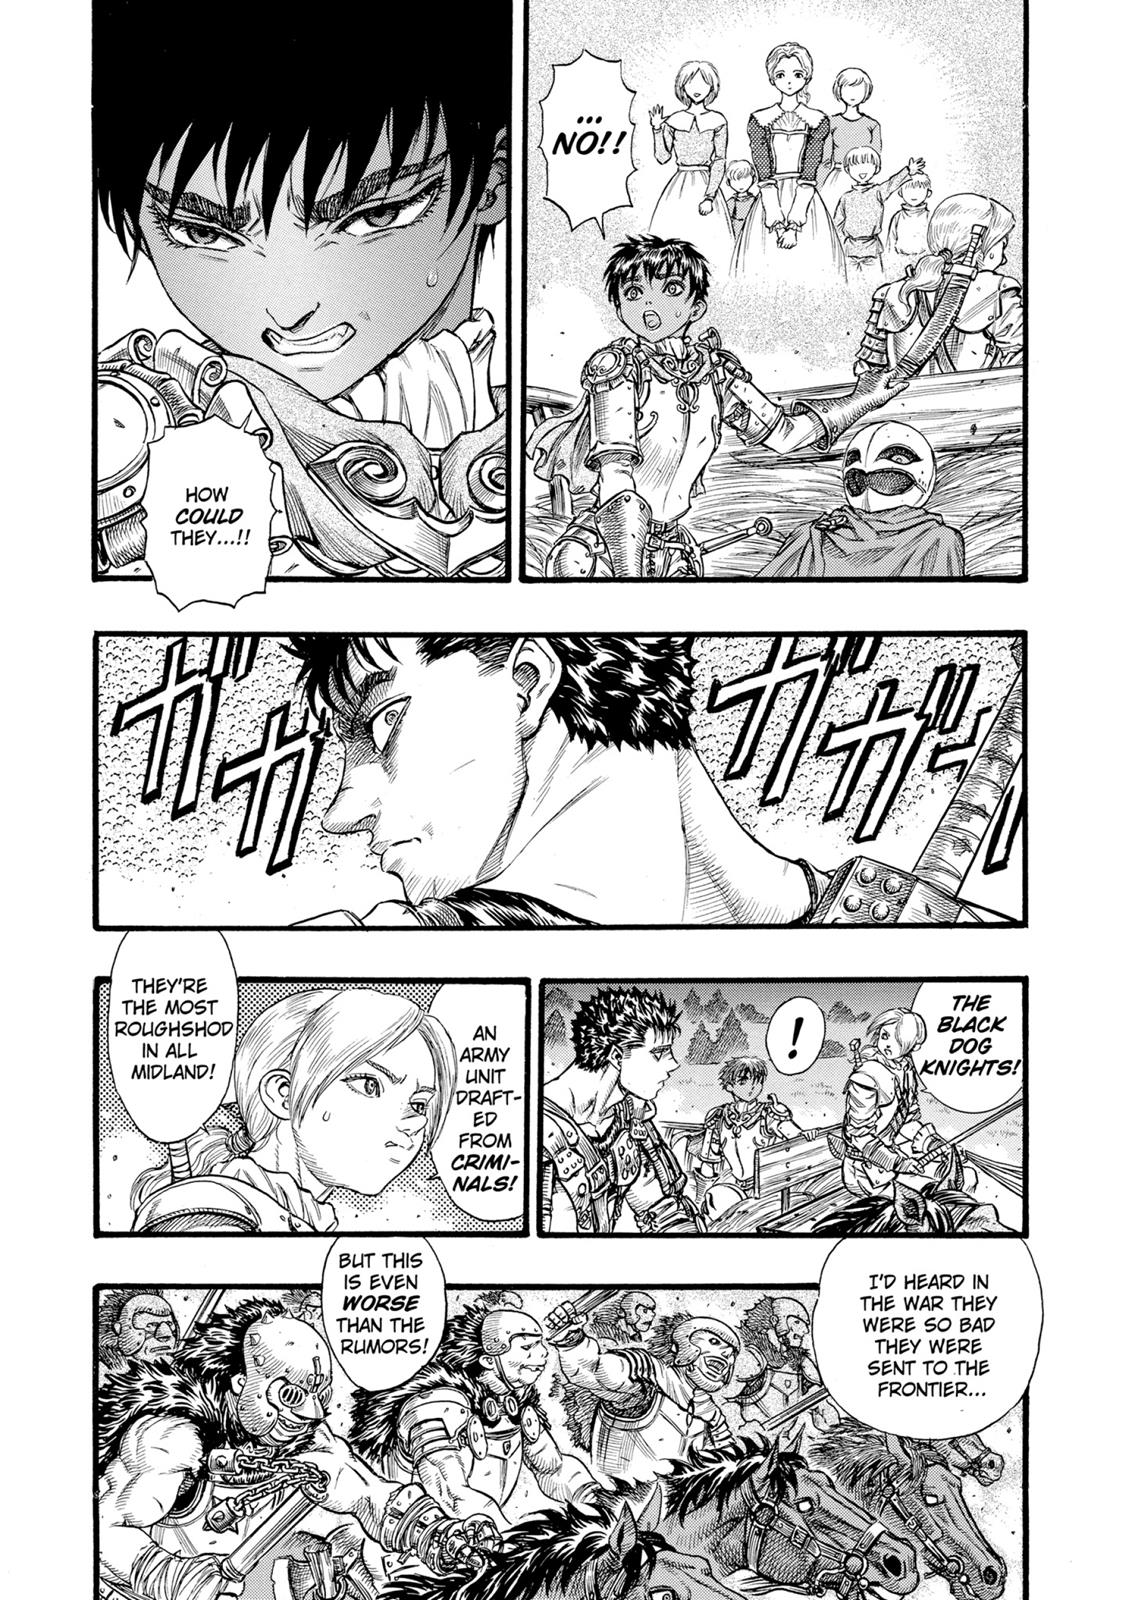 ...
NO!!
HOW
COULD
THEY...!!
ガガガガッ
THE
BLACK
DOG
KNIGHTS!
!
AN
ARMY
UNIT
DRAFT-
ED
FROM
CRIMI-
NALS!
THEY'RE
THE MOST
ROUGHSHOD
IN ALL
MIDLAND!
I'D HEARD IN
THE WAR THEY
WERE SO BAD
THEY WERE
SENT TO THE
FRONTIER...
BUT THIS
IS EVEN
WORSE
THAN THE
RUMORS!